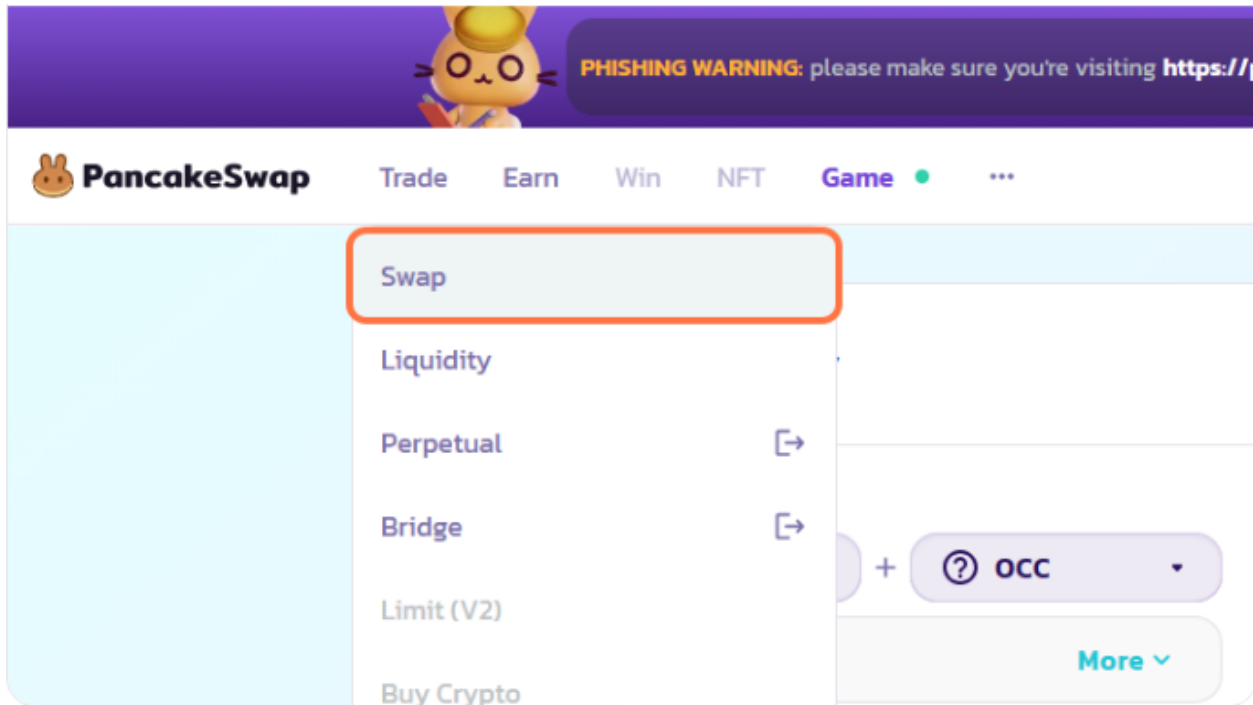 PHISHING WARNING: please make sure you're visiting https://
PancakeSwap Trade Earn Win NFT Game
Swap
Liquidity
Perpetual
Bridge
+ OCC
Limit (V2)
More
Buy Crypto